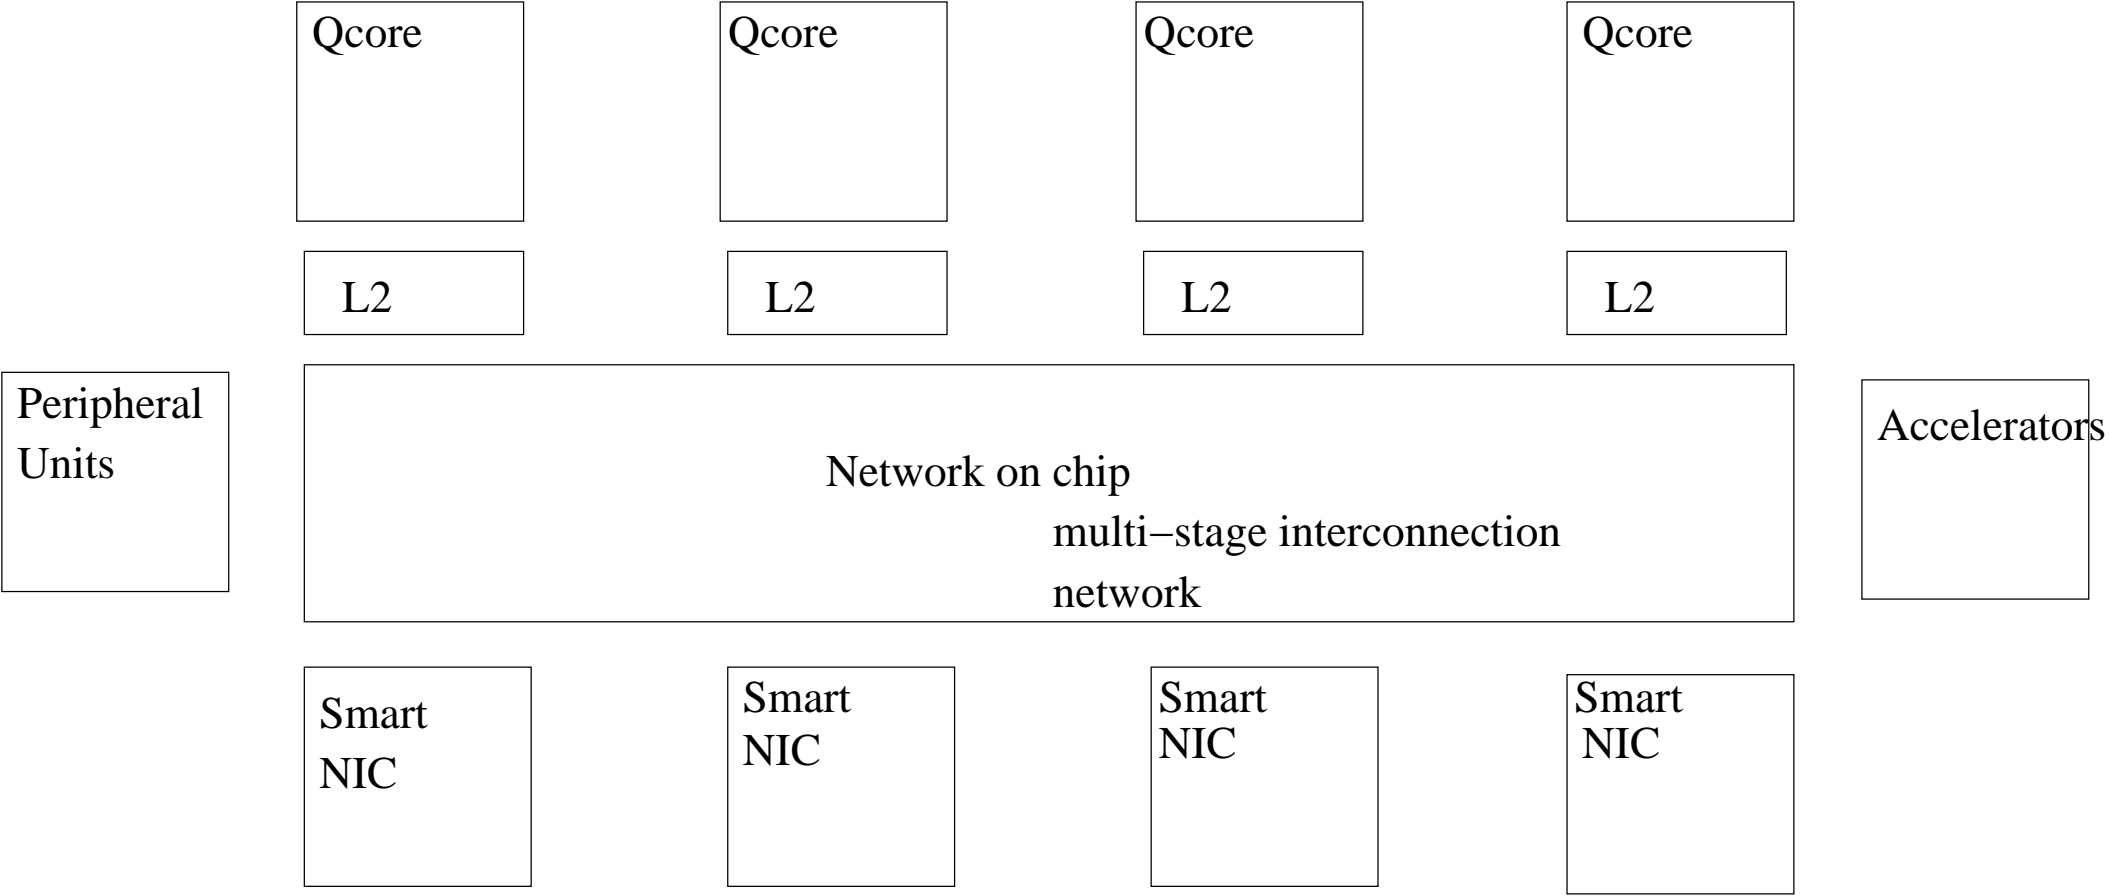 Qcore
Qcore
Qcore
Qcore
L2
L2
L2
L2
Peripheral
Units
Network on chip
multi−stage interconnection
network
Accelerators
Smart
NIC
Smart
NIC
Smart
NIC
Smart
NIC